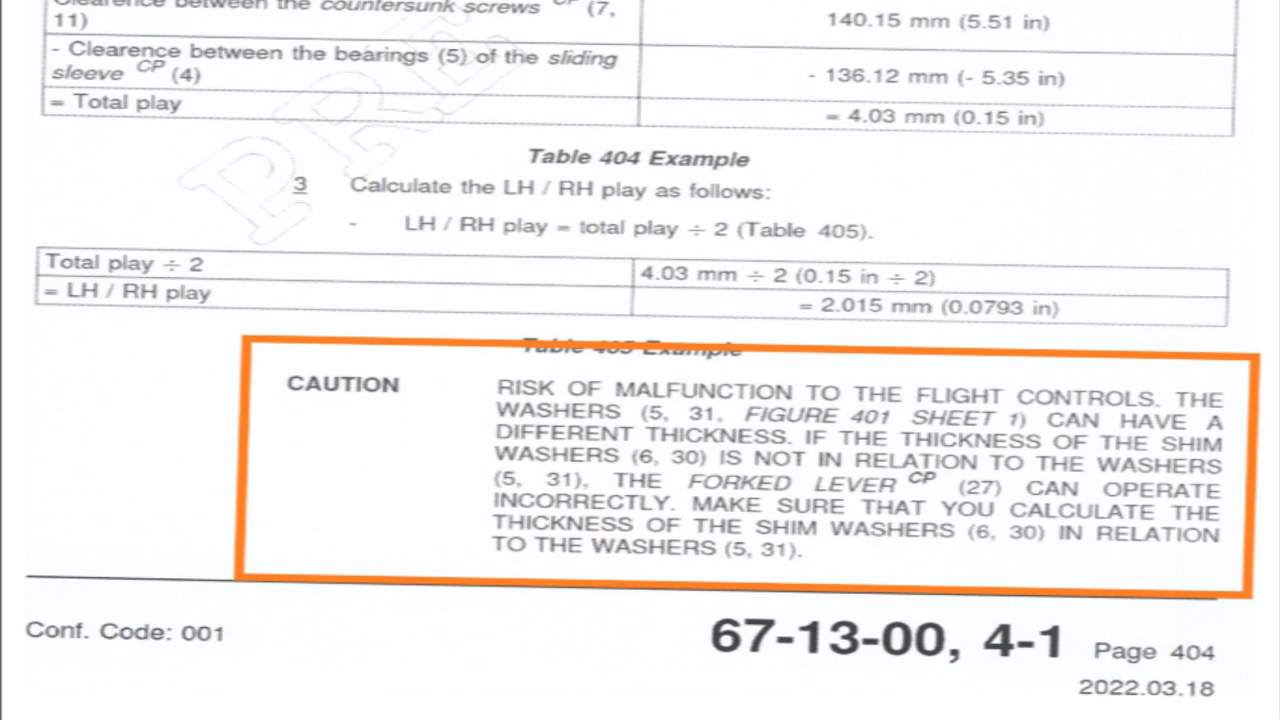 Clearence between the countersunk screws CP (7,
11)
140.15 mm (5.51 in)
- Clearence between the bearings (5) of the sliding
sleeve CP (4)
- 136.12 mm (- 5.35 in)
= Total play
= 4.03 mm (0.15 in)
Table 404 Example
3 Calculate the LH / RH play as follows:
- LH / RH play = total play ÷ 2 (Table 405).
Total play ÷ 2
4.03 mm ÷ 2 (0.15 in ÷ 2)
= LH / RH play
= 2.015 mm (0.0793 in)
Table 405 Example
CAUTION
RISK OF MALFUNCTION TO THE FLIGHT CONTROLS. THE
WASHERS (5, 31, FIGURE 401 SHEET 1) CAN HAVE A
DIFFERENT THICKNESS. IF THE THICKNESS OF THE SHIM
WASHERS (6, 30) IS NOT IN RELATION TO THE WASHERS
(5, 31), THE FORKED LEVER CP (27) CAN OPERATE
INCORRECTLY. MAKE SURE THAT YOU CALCULATE THE
THICKNESS OF THE SHIM WASHERS (6, 30) IN RELATION
TO THE WASHERS (5, 31).
Conf. Code: 001
67-13-00, 4-1 Page 404
2022.03.18
PRE